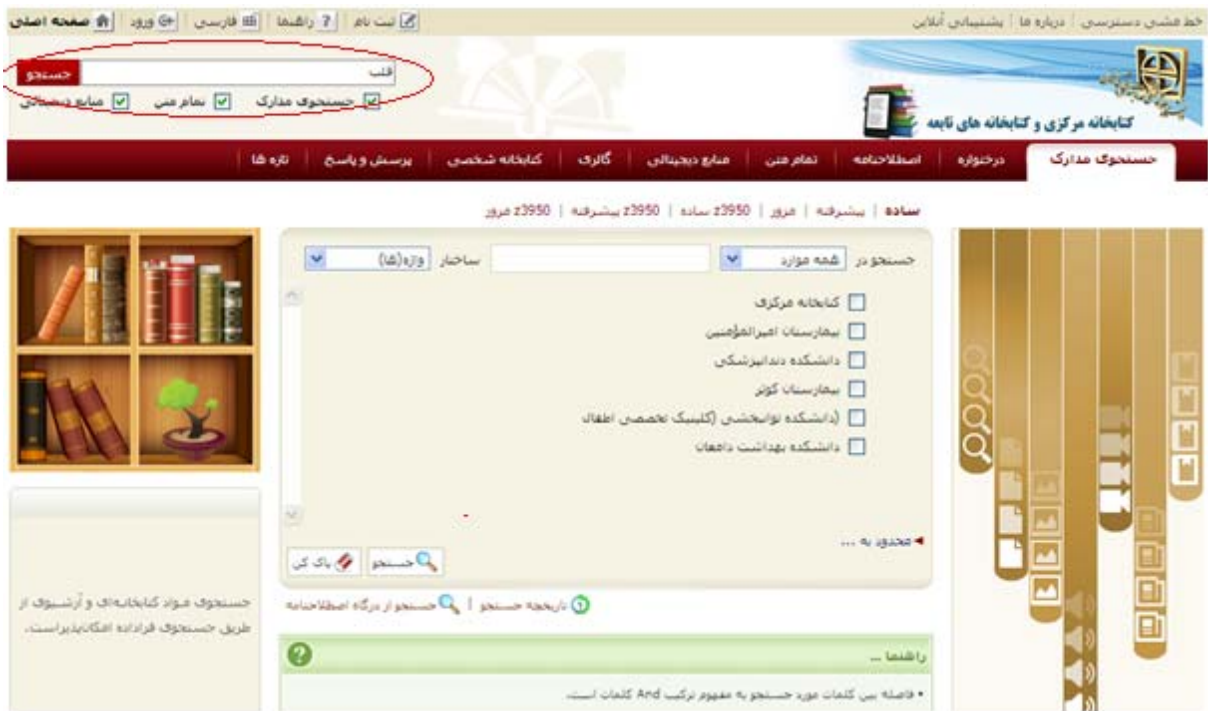 خط مشی دسترسی | درباره ما | پشتیبانی آنلاین
ثبت نام | راهنما | فارسی | ورود | صفحه اصلی
قلب جستجو
جستجوی مدارک تمام متن منابع دیجیتالی
کتابخانه مرکزی و کتابخانه های تابعه
جستجوی مدارک | درختواره | اصطلاحنامه | تمام متن | منابع دیجیتالی | گالری | کتابخانه شخصی | پرسش و پاسخ | تازه ها
ساده | پیشرفته | مرور | z3950 ساده | z3950 پیشرفته | z3950 مرور
جستجو در همه موارد ساختار واژه(ها)
کتابخانه مرکزی
بیمارستان امیرالمؤمنین
دانشکده دندانپزشکی
بیمارستان کوثر
(دانشکده توانبخشی (کلینیک تخصصی اطفال
دانشکده بهداشت دامغان
محدود به ...
جستجو پاک کن
تاریخچه جستجو | جستجو از درگاه اصطلاحنامه
جستجوی مواد کتابخانه‌ای و آرشیوی از
طریق جستجوی فراداده امکانپذیر است.
راهنما ...
• فاصله بین کلمات مورد جستجو به مفهوم ترکیب And کلمات است.